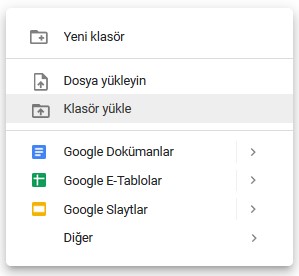 Yeni klasör
Dosya yükleyin
Klasör yükle
Google Dokümanlar
Google E-Tablolar
Google Slaytlar
Diğer